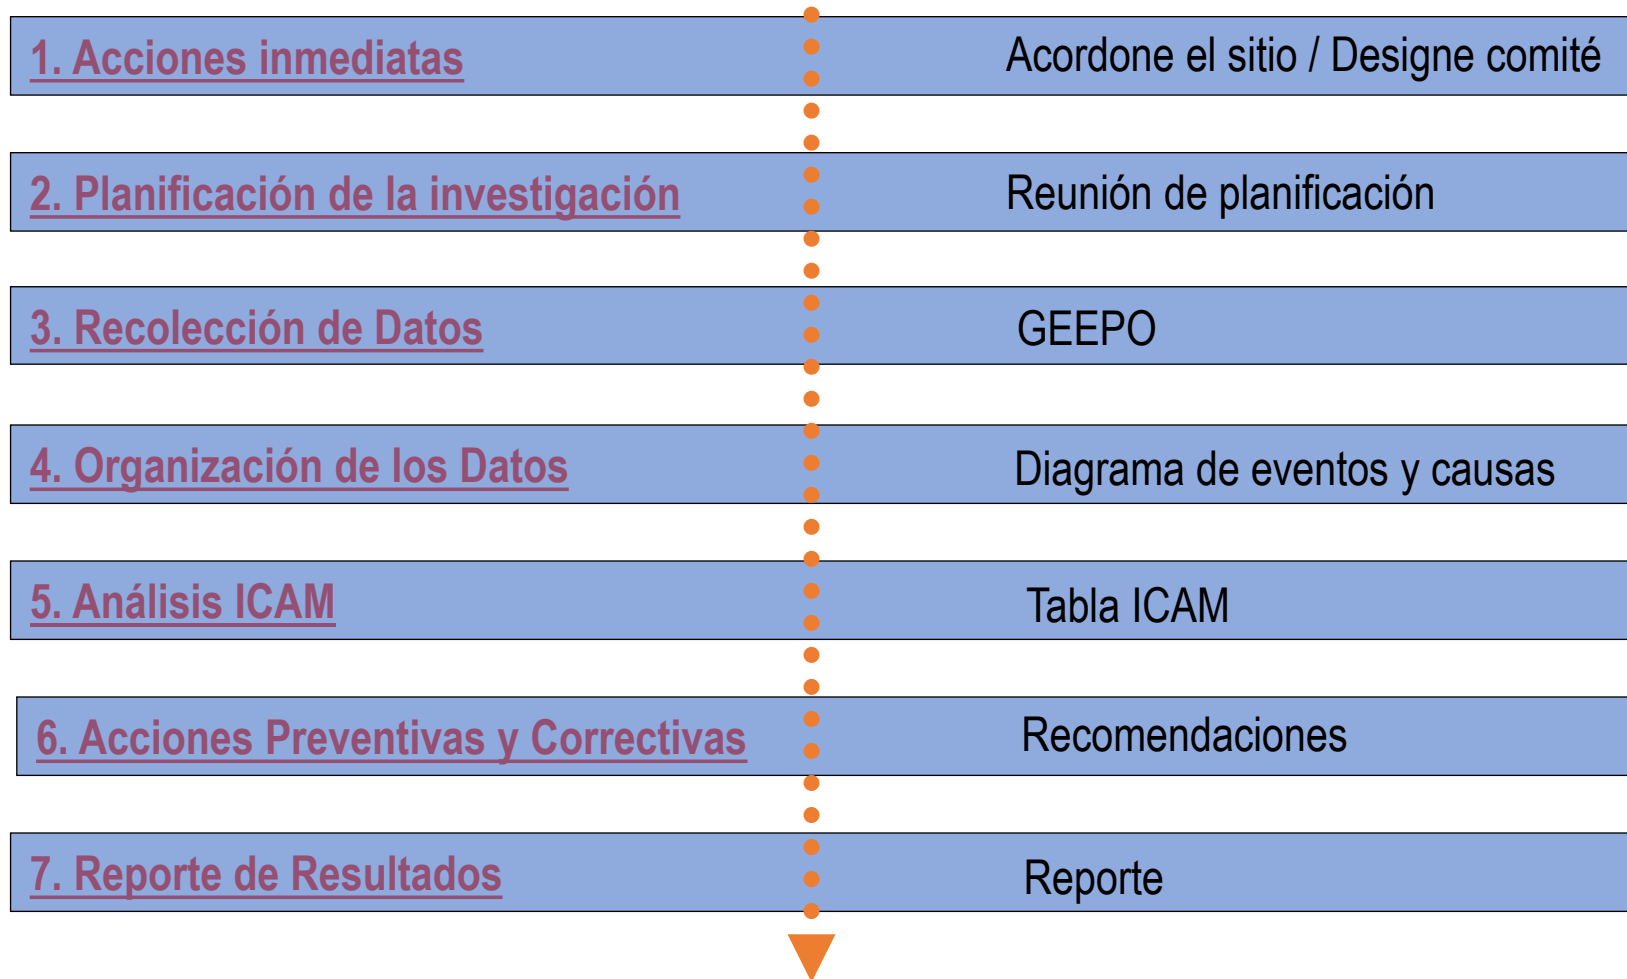 1. Acciones inmediatas
Acordone el sitio / Designe comité
2. Planificación de la investigación
Reunión de planificación
3. Recolección de Datos
GEEPO
4. Organización de los Datos
Diagrama de eventos y causas
5. Análisis ICAM
Tabla ICAM
6. Acciones Preventivas y Correctivas
Recomendaciones
7. Reporte de Resultados
Reporte